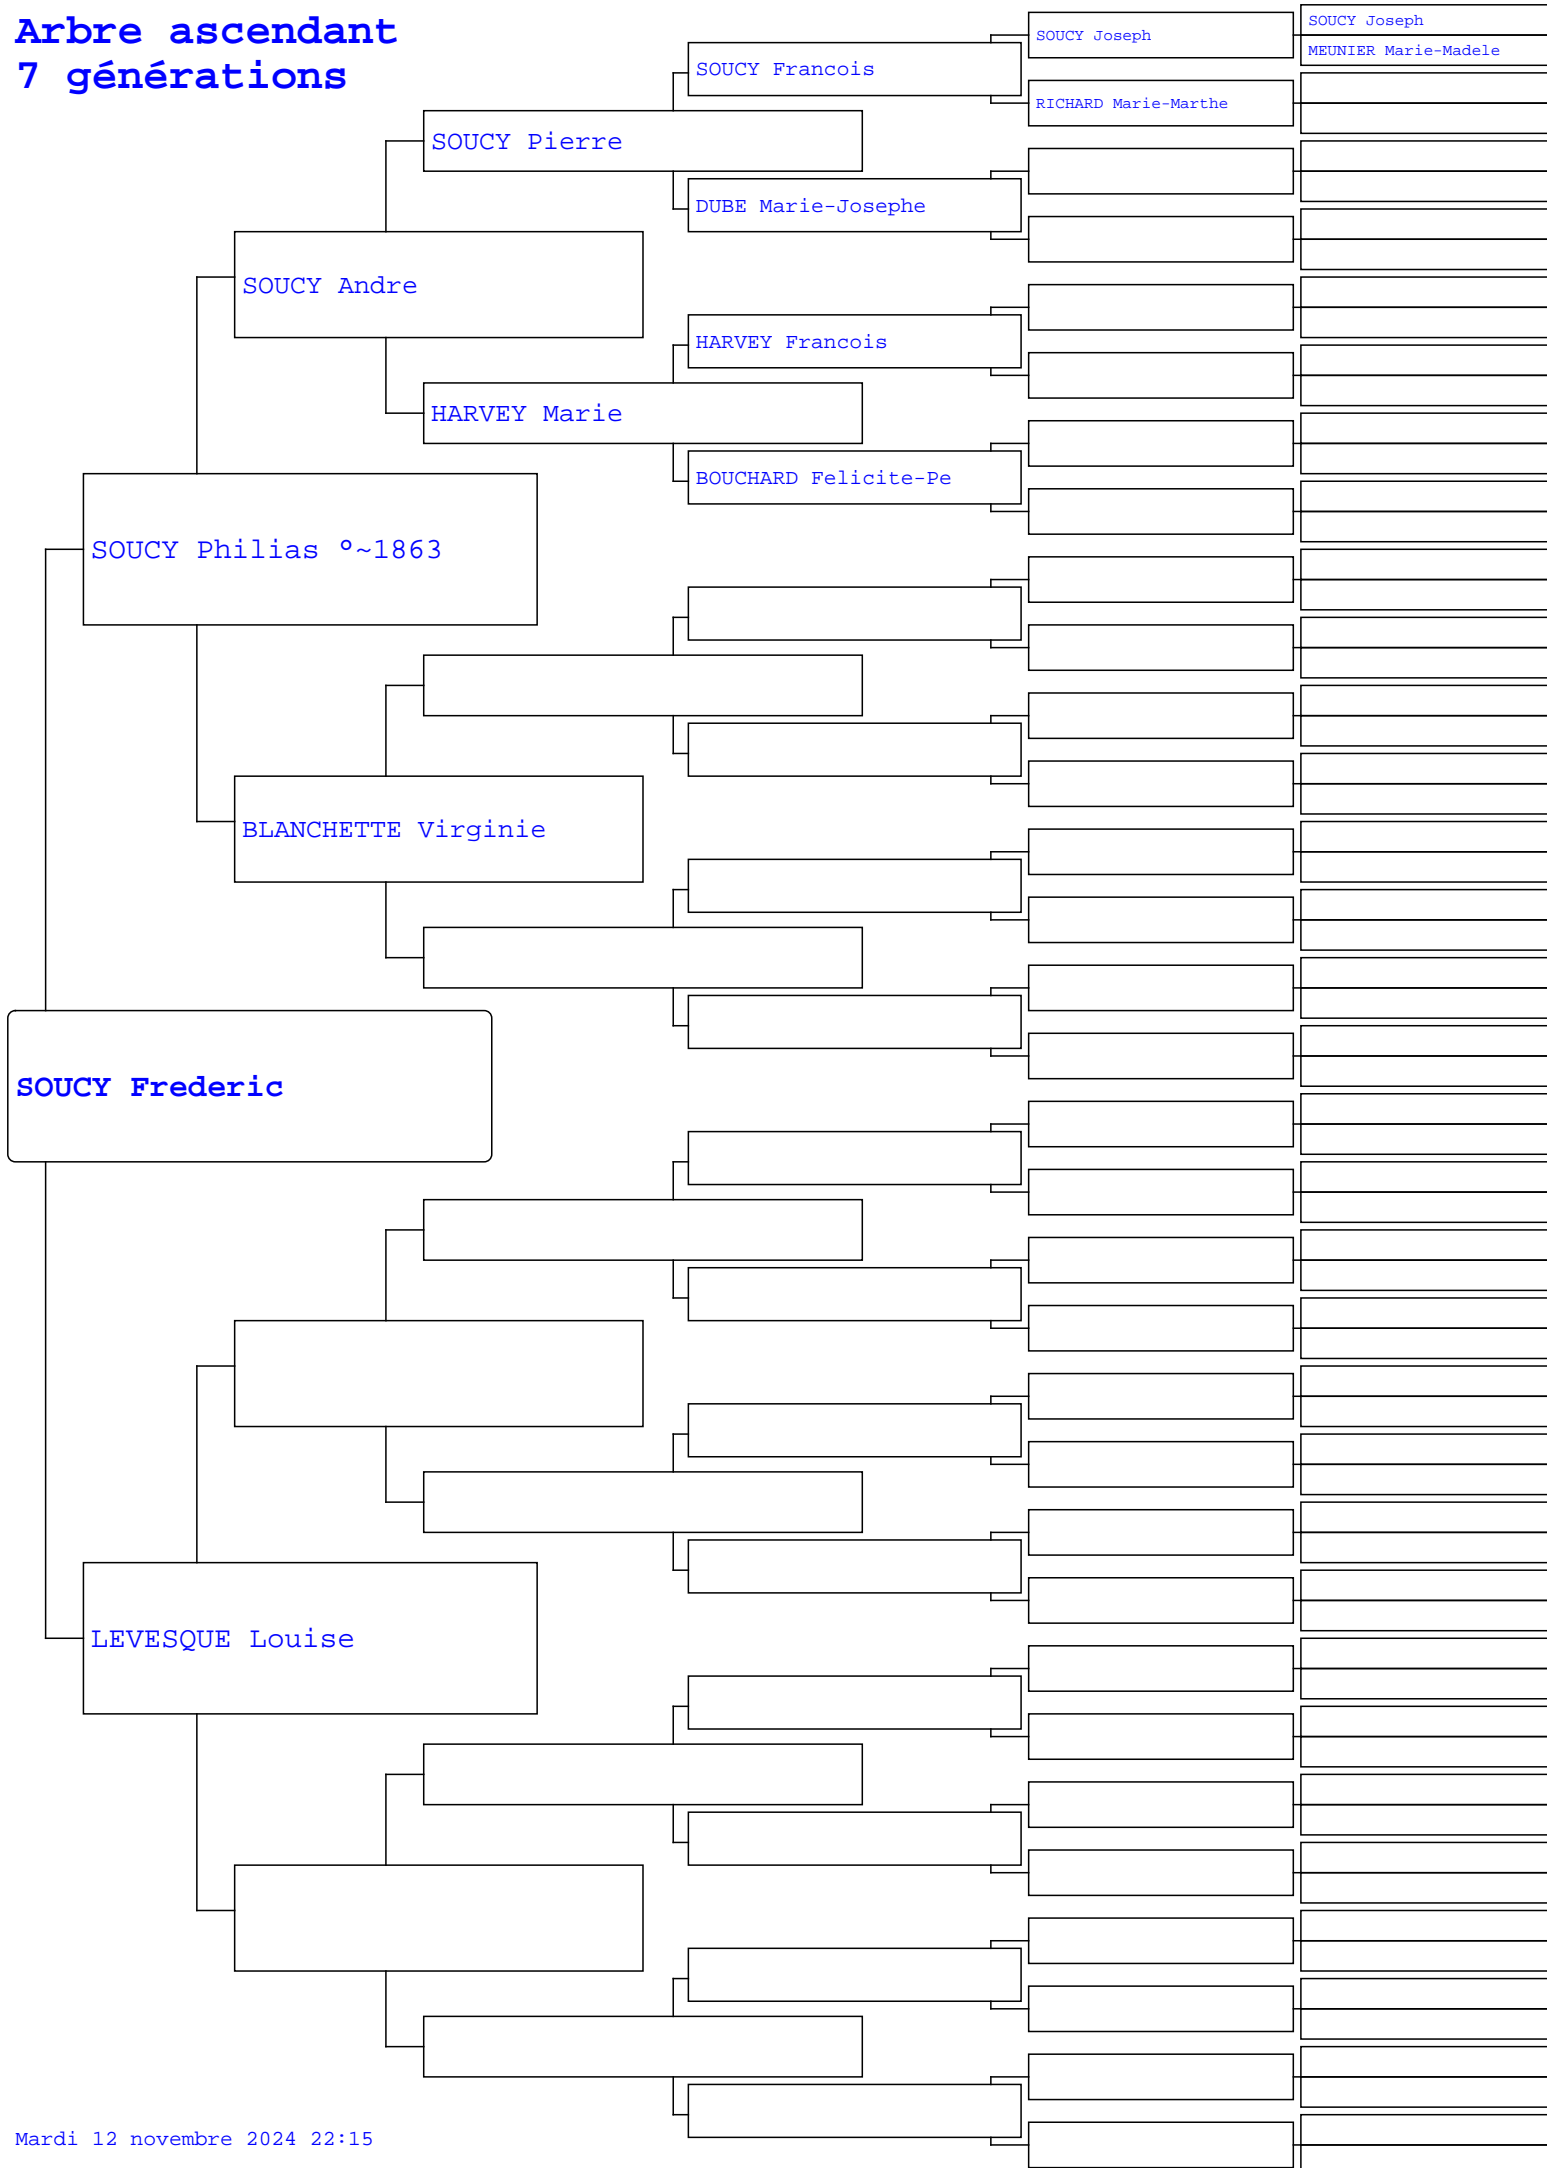 Arbre ascendant
7 générations
SOUCY Joseph
MEUNIER Marie-Madele
SOUCY Joseph
SOUCY Francois
RICHARD Marie-Marthe
SOUCY Pierre
DUBE Marie-Josephe
SOUCY Andre
HARVEY Francois
HARVEY Marie
BOUCHARD Felicite-Pe
SOUCY Philias °~1863
BLANCHETTE Virginie
SOUCY Frederic
LEVESQUE Louise
Mardi 12 novembre 2024 22:15